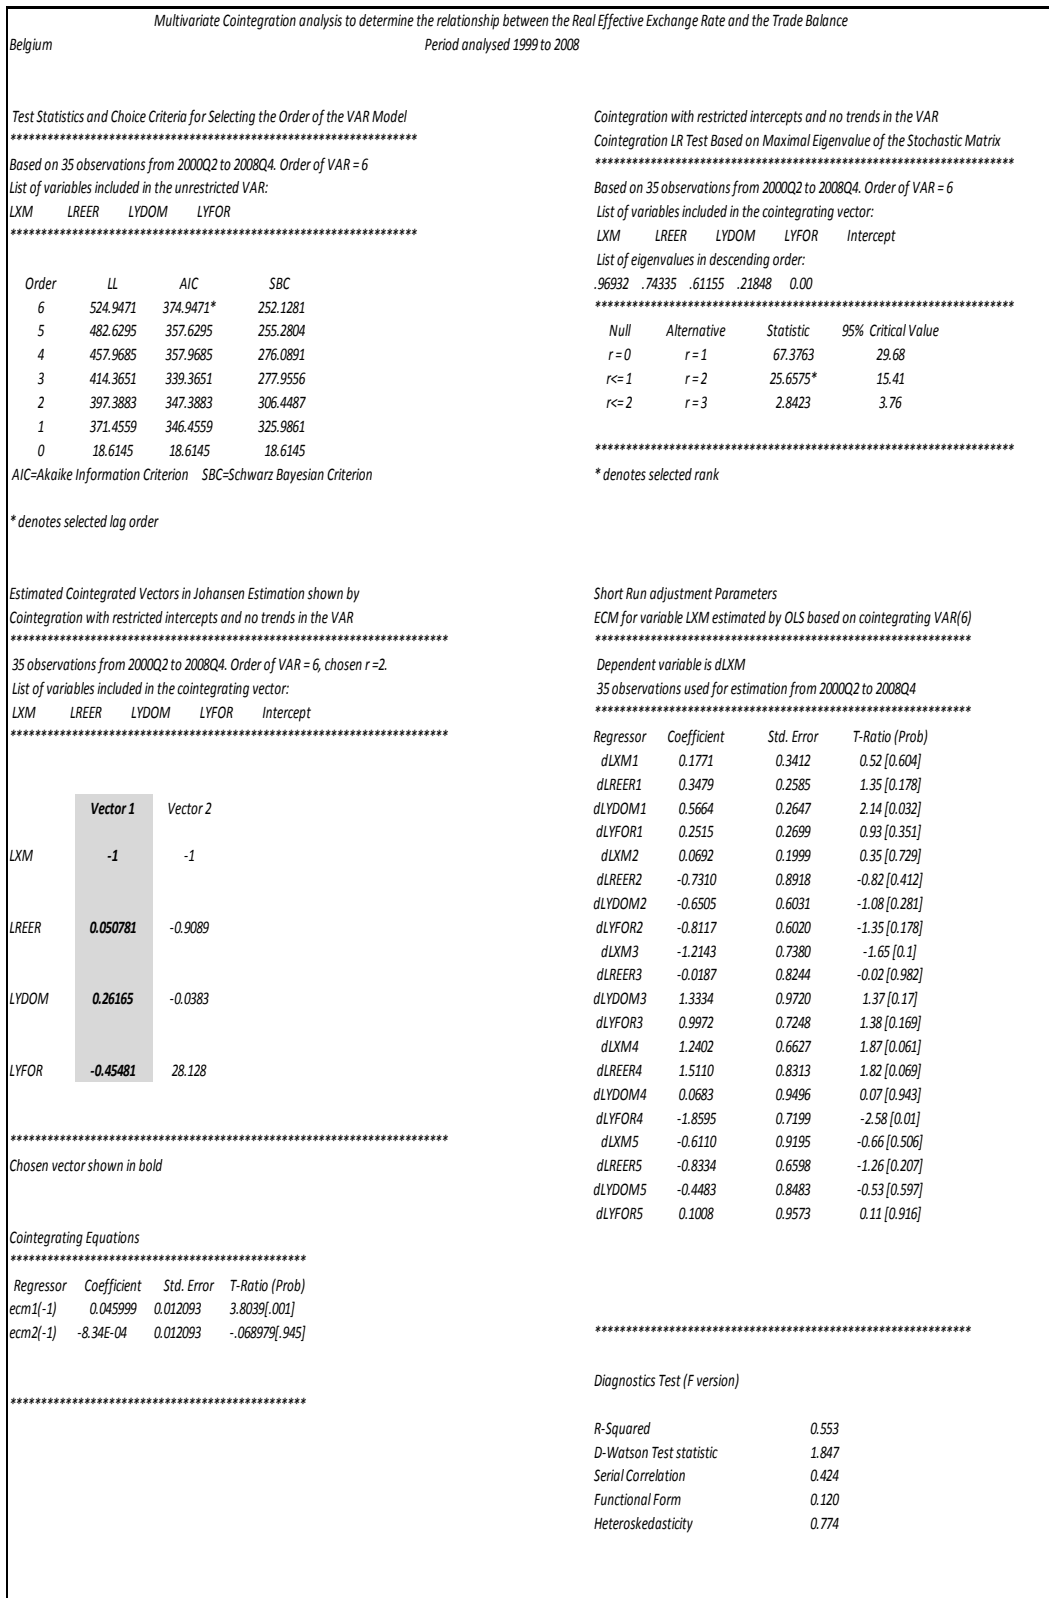 Multivariate Cointegration analysis to determine the relationship between the Real Effective Exchange Rate and the Trade Balance
Belgium Period analysed 1999 to 2008
Test Statistics and Choice Criteria for Selecting the Order of the VAR Model
******************************************************************
Based on 35 observations from 2000Q2 to 2008Q4. Order of VAR = 6
List of variables included in the unrestricted VAR:
LXM LREER LYDOM LYFOR
******************************************************************
Order LL AIC SBC
6 524.9471 374.9471* 252.1281
5 482.6295 357.6295 255.2804
4 457.9685 357.9685 276.0891
3 414.3651 339.3651 277.9556
2 397.3883 347.3883 306.4487
1 371.4559 346.4559 325.9861
0 18.6145 18.6145 18.6145
AIC=Akaike Information Criterion SBC=Schwarz Bayesian Criterion
* denotes selected lag order
Cointegration with restricted intercepts and no trends in the VAR
Cointegration LR Test Based on Maximal Eigenvalue of the Stochastic Matrix
********************************************************************
Based on 35 observations from 2000Q2 to 2008Q4. Order of VAR = 6
List of variables included in the cointegrating vector:
LXM LREER LYDOM LYFOR Intercept
List of eigenvalues in descending order:
.96932 .74335 .61155 .21848 0.00
********************************************************************
Null Alternative Statistic 95% Critical Value
r = 0 r = 1 67.3763 29.68
r<= 1 r = 2 25.6575* 15.41
r<= 2 r = 3 2.8423 3.76
********************************************************************
* denotes selected rank
Estimated Cointegrated Vectors in Johansen Estimation shown by
Cointegration with restricted intercepts and no trends in the VAR
***********************************************************************
35 observations from 2000Q2 to 2008Q4. Order of VAR = 6, chosen r =2.
List of variables included in the cointegrating vector:
LXM LREER LYDOM LYFOR Intercept
***********************************************************************
Vector 1 Vector 2
LXM -1 -1
LREER 0.050781 -0.9089
LYDOM 0.26165 -0.0383
LYFOR -0.45481 28.128
***********************************************************************
Chosen vector shown in bold
Cointegrating Equations
************************************************
Regressor Coefficient Std. Error T-Ratio (Prob)
ecm1(-1) 0.045999 0.012093 3.8039[.001]
ecm2(-1) -8.34E-04 0.012093 -.068979[.945]
************************************************
Short Run adjustment Parameters
ECM for variable LXM estimated by OLS based on cointegrating VAR(6)
*************************************************************
Dependent variable is dLXM
35 observations used for estimation from 2000Q2 to 2008Q4
*************************************************************
Regressor Coefficient Std. Error T-Ratio (Prob)
dLXM1 0.1771 0.3412 0.52 [0.604]
dLREER1 0.3479 0.2585 1.35 [0.178]
dLYDOM1 0.5664 0.2647 2.14 [0.032]
dLYFOR1 0.2515 0.2699 0.93 [0.351]
dLXM2 0.0692 0.1999 0.35 [0.729]
dLREER2 -0.7310 0.8918 -0.82 [0.412]
dLYDOM2 -0.6505 0.6031 -1.08 [0.281]
dLYFOR2 -0.8117 0.6020 -1.35 [0.178]
dLXM3 -1.2143 0.7380 -1.65 [0.1]
dLREER3 -0.0187 0.8244 -0.02 [0.982]
dLYDOM3 1.3334 0.9720 1.37 [0.17]
dLYFOR3 0.9972 0.7248 1.38 [0.169]
dLXM4 1.2402 0.6627 1.87 [0.061]
dLREER4 1.5110 0.8313 1.82 [0.069]
dLYDOM4 0.0683 0.9496 0.07 [0.943]
dLYFOR4 -1.8595 0.7199 -2.58 [0.01]
dLXM5 -0.6110 0.9195 -0.66 [0.506]
dLREER5 -0.8334 0.6598 -1.26 [0.207]
dLYDOM5 -0.4483 0.8483 -0.53 [0.597]
dLYFOR5 0.1008 0.9573 0.11 [0.916]
*************************************************************
Diagnostics Test (F version)
R-Squared 0.553
D-Watson Test statistic 1.847
Serial Correlation 0.424
Functional Form 0.120
Heteroskedasticity 0.774